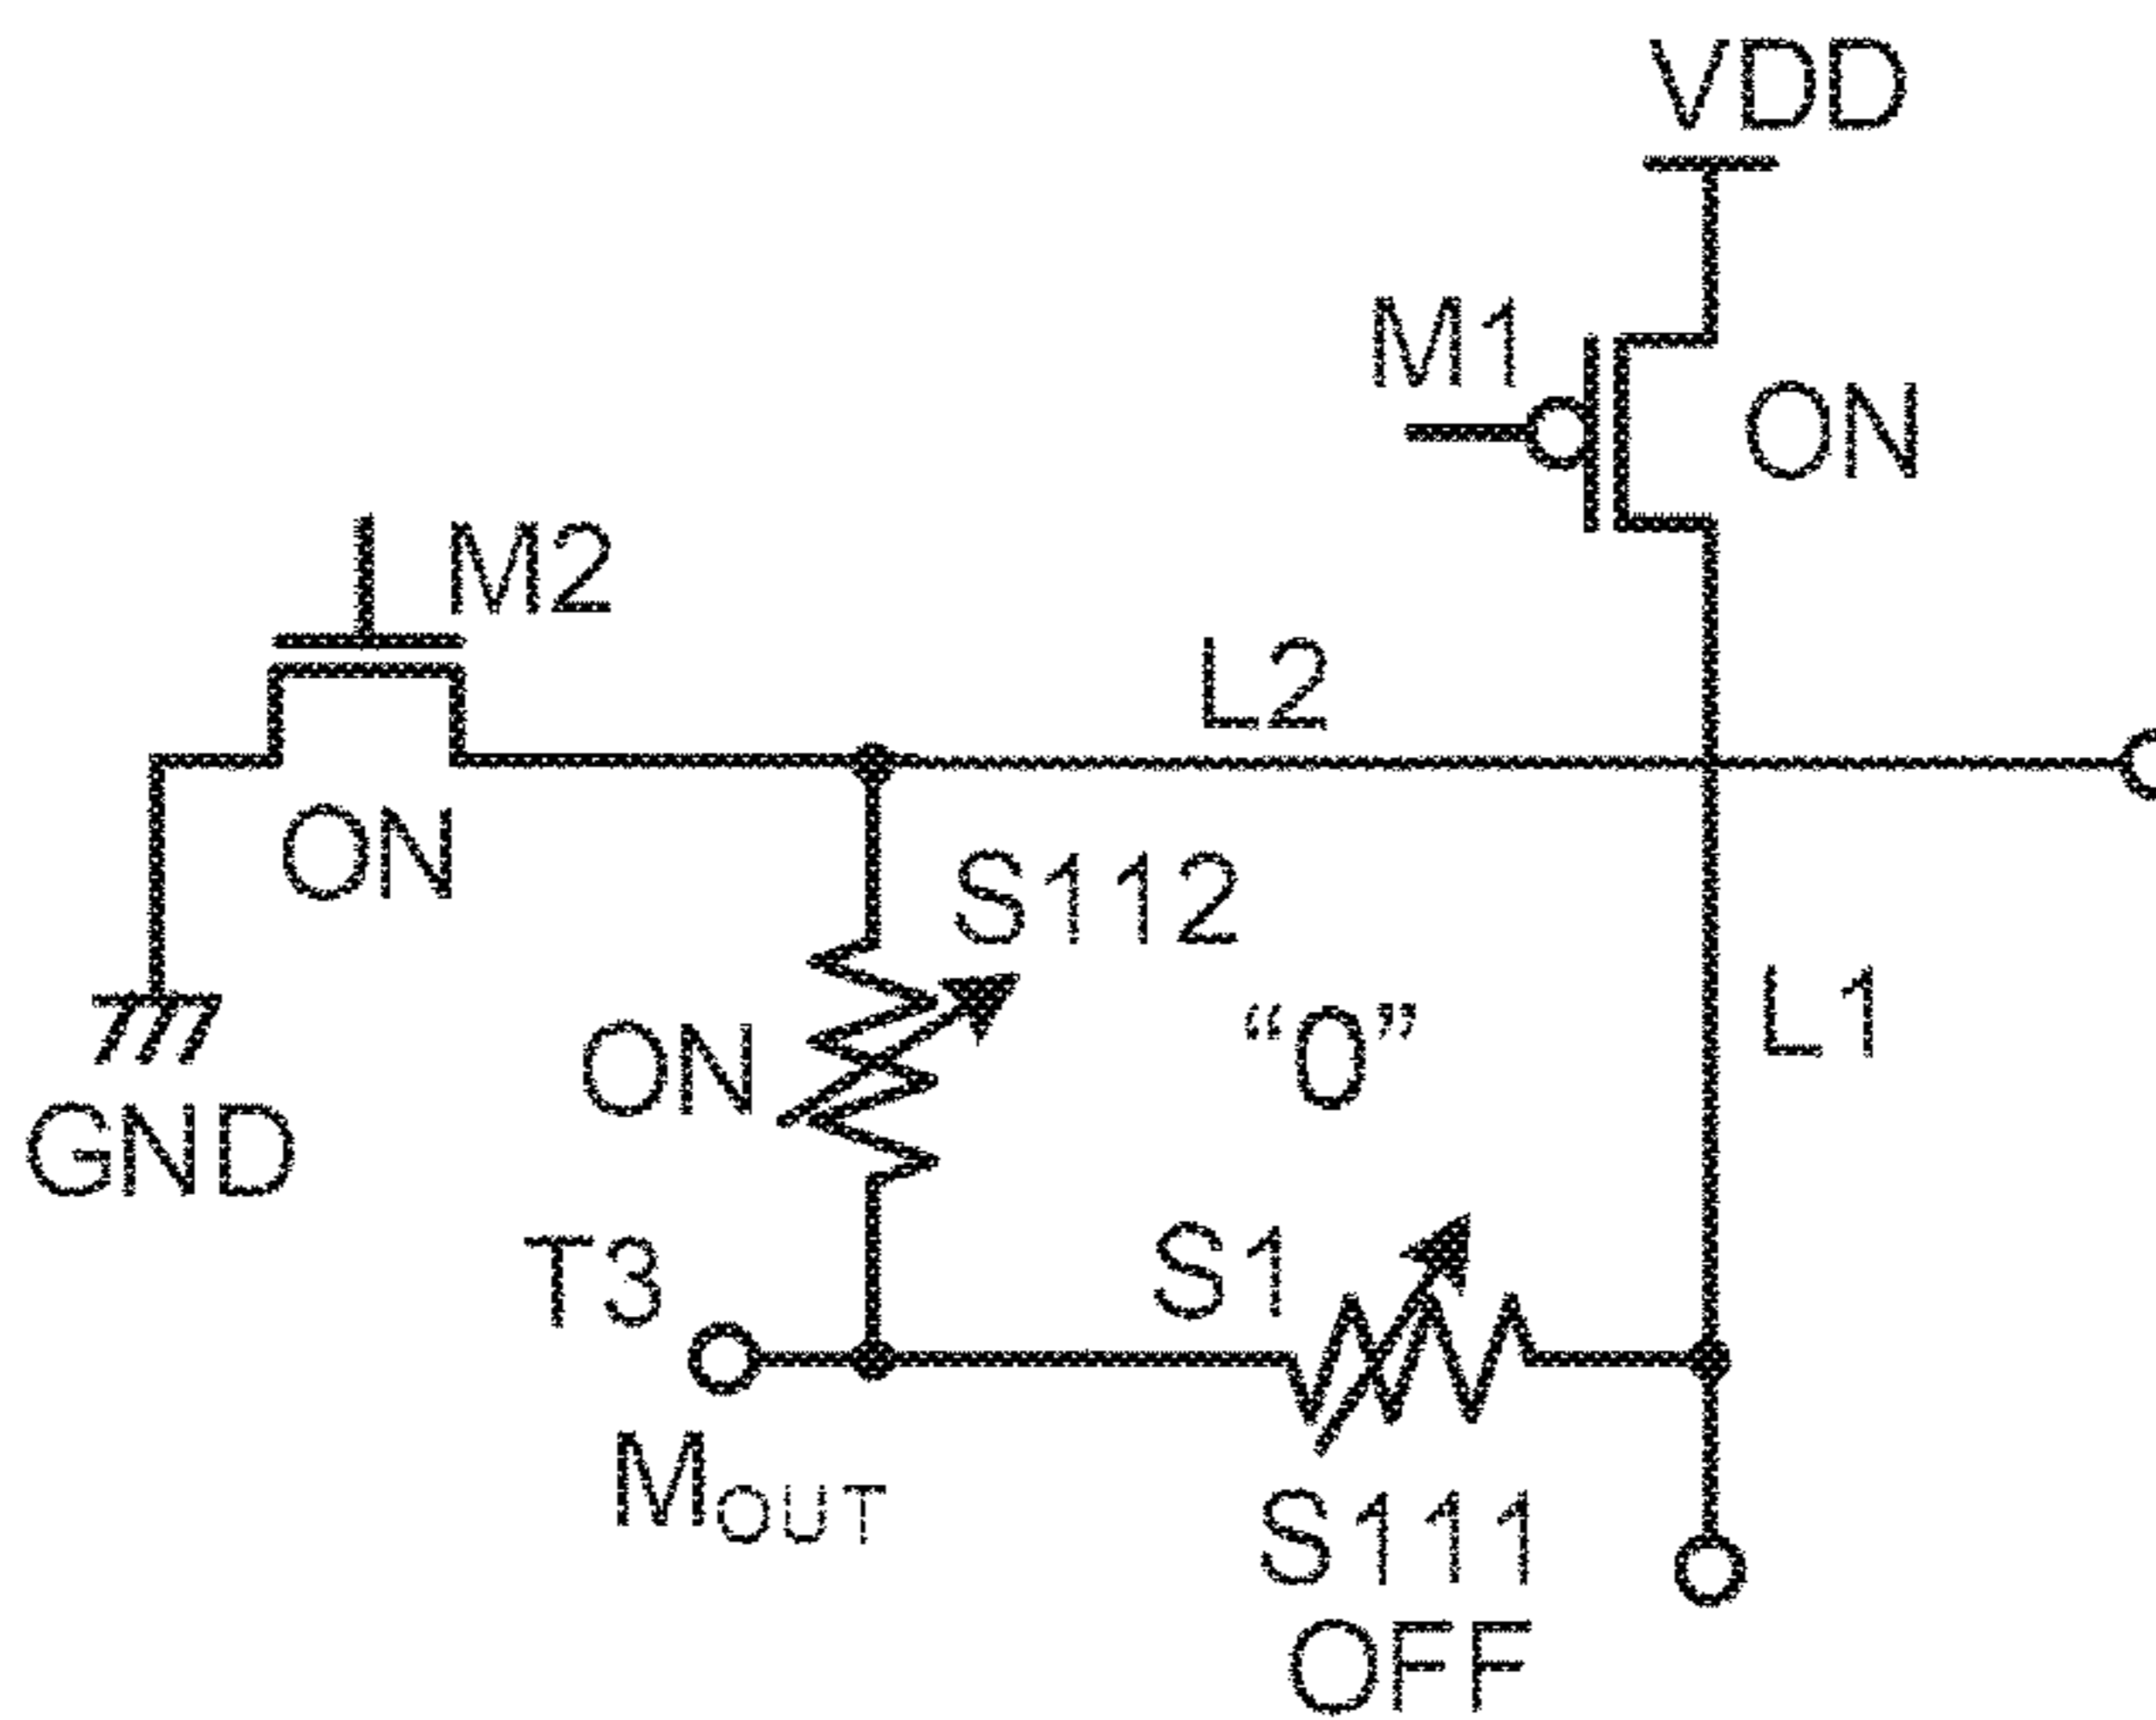 VDD
M1
ON
M2
L2
ON
S112
L1
ON
“0”
GND
S1
T3
MOUT
S111
OFF